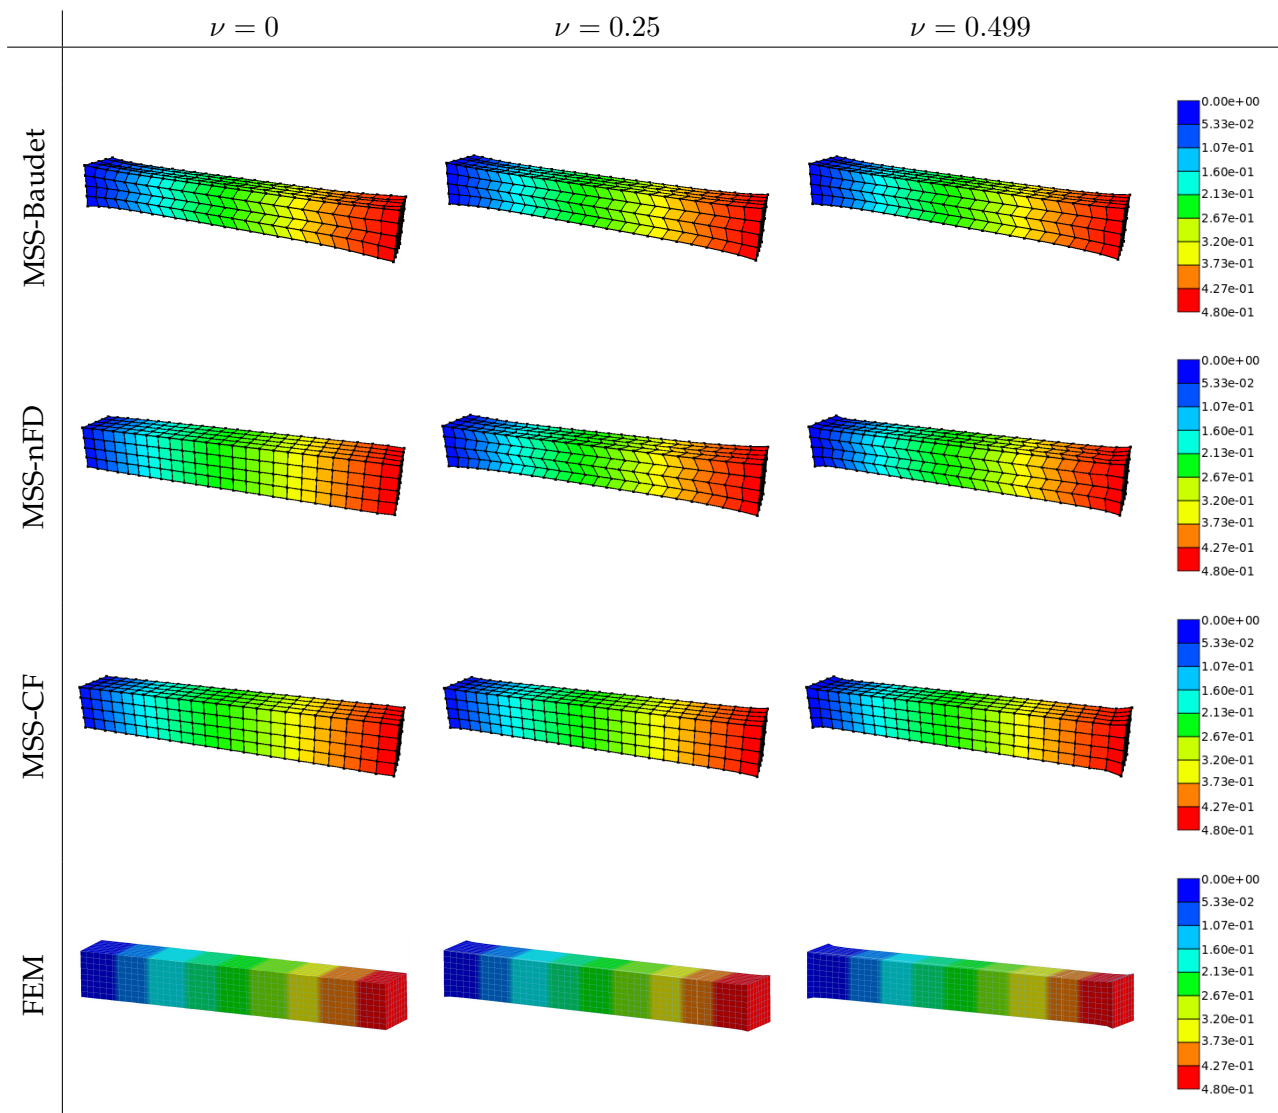 ν = 0
ν = 0.25
ν = 0.499
MSS-Baudet
0.00e+00
5.33e-02
1.07e-01
1.60e-01
2.13e-01
2.67e-01
3.20e-01
3.73e-01
4.27e-01
4.80e-01
MSS-nFD
0.00e+00
5.33e-02
1.07e-01
1.60e-01
2.13e-01
2.67e-01
3.20e-01
3.73e-01
4.27e-01
4.80e-01
MSS-CF
0.00e+00
5.33e-02
1.07e-01
1.60e-01
2.13e-01
2.67e-01
3.20e-01
3.73e-01
4.27e-01
4.80e-01
FEM
0.00e+00
5.33e-02
1.07e-01
1.60e-01
2.13e-01
2.67e-01
3.20e-01
3.73e-01
4.27e-01
4.80e-01